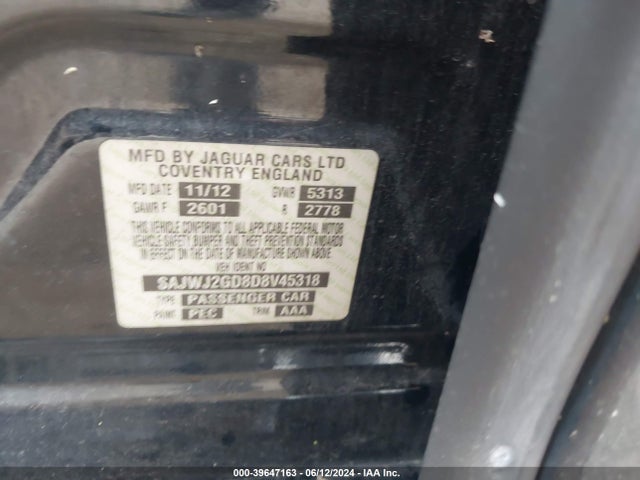 MFD BY JAGUAR CARS LTD
COVENTRY ENGLAND
MFD DATE 11/12 GVWR 5313
GAWR F 2601 R 2778
THIS VEHICLE CONFORMS TO ALL APPLICABLE FEDERAL MOTOR
VEHICLE SAFETY BUMPER AND THEFT PREVENTION STANDARDS
IN EFFECT ON THE DATE OF MANUFACTURE SHOWN ABOVE.
VEH IDENT NO
SAJWJ2GD8D8V45318
TYPE PASSENGER CAR
PAINT PEC TRIM AAA
000-39647163 - 06/12/2024 - IAA Inc.